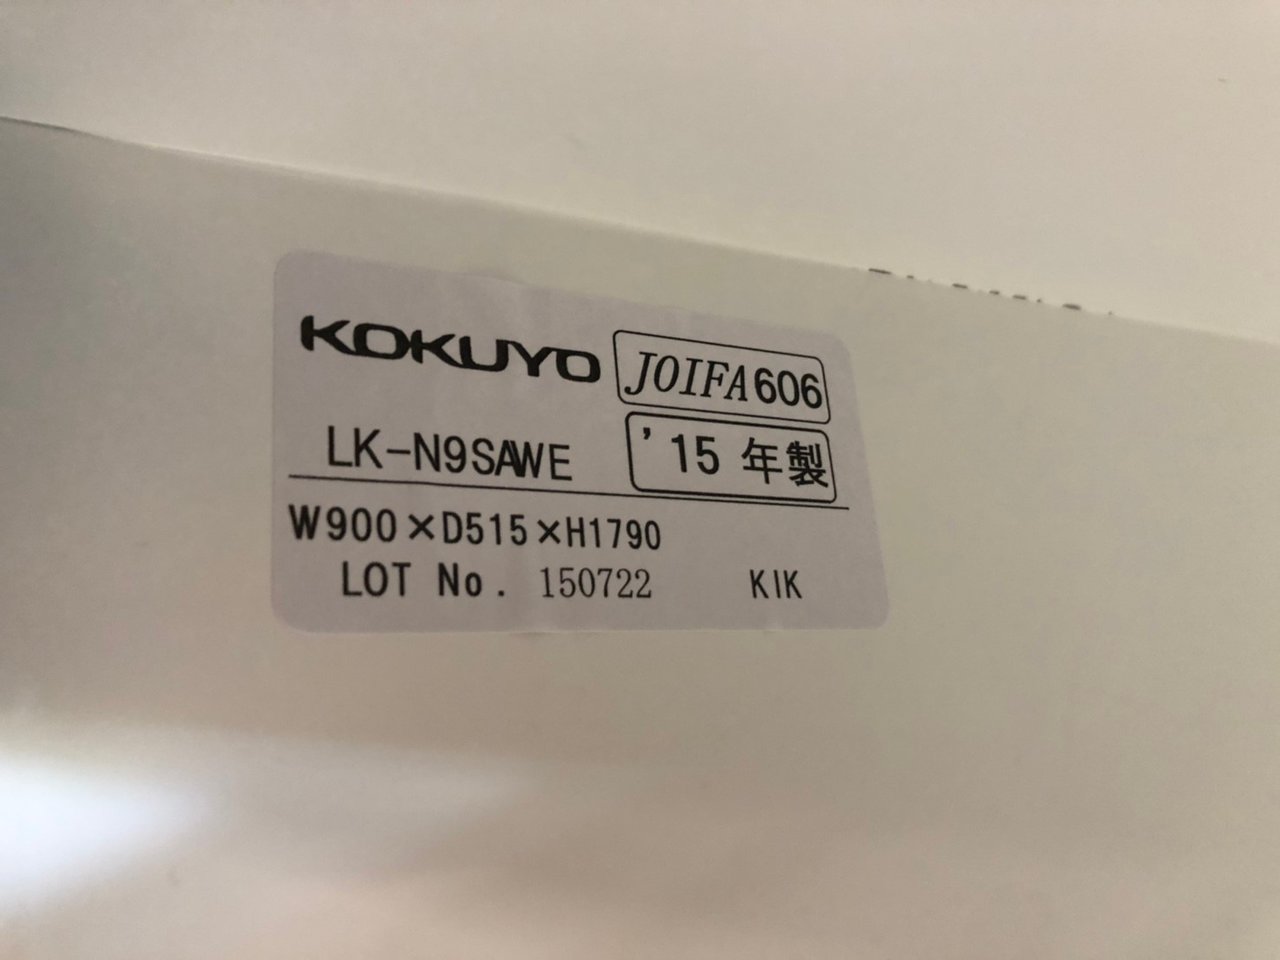 KOKUYO JOIFA606
LK-N9SAWE '15 年製
W900×D515×H1790
LOT No. 150722 KIK